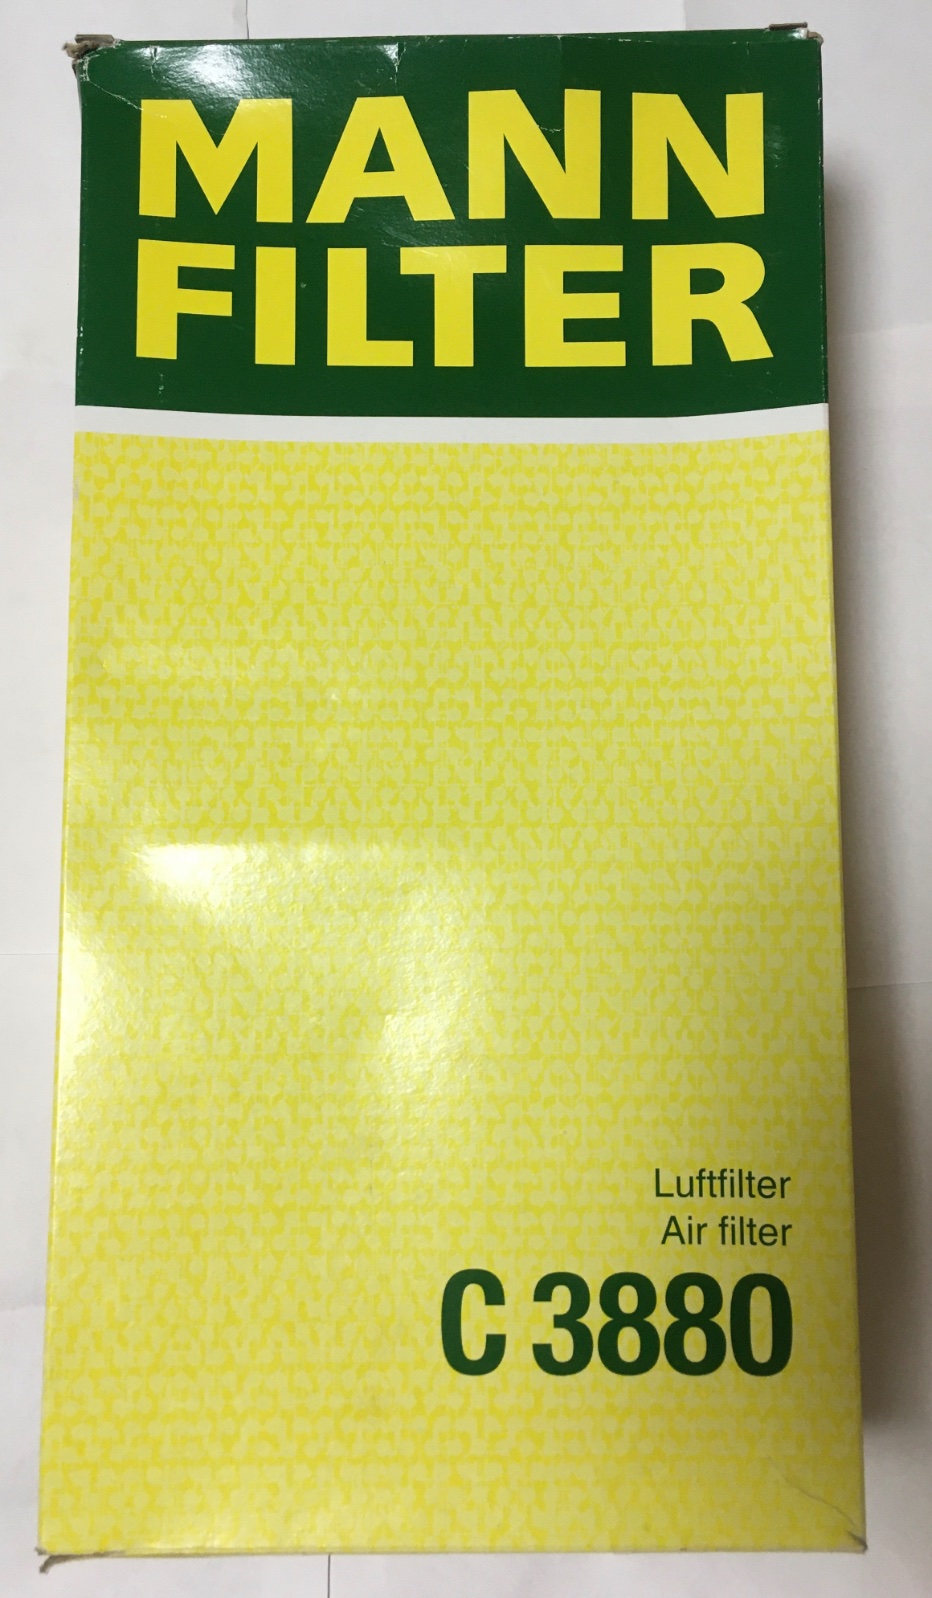 MANN
FILTER
Luftfilter
Air filter
C 3880